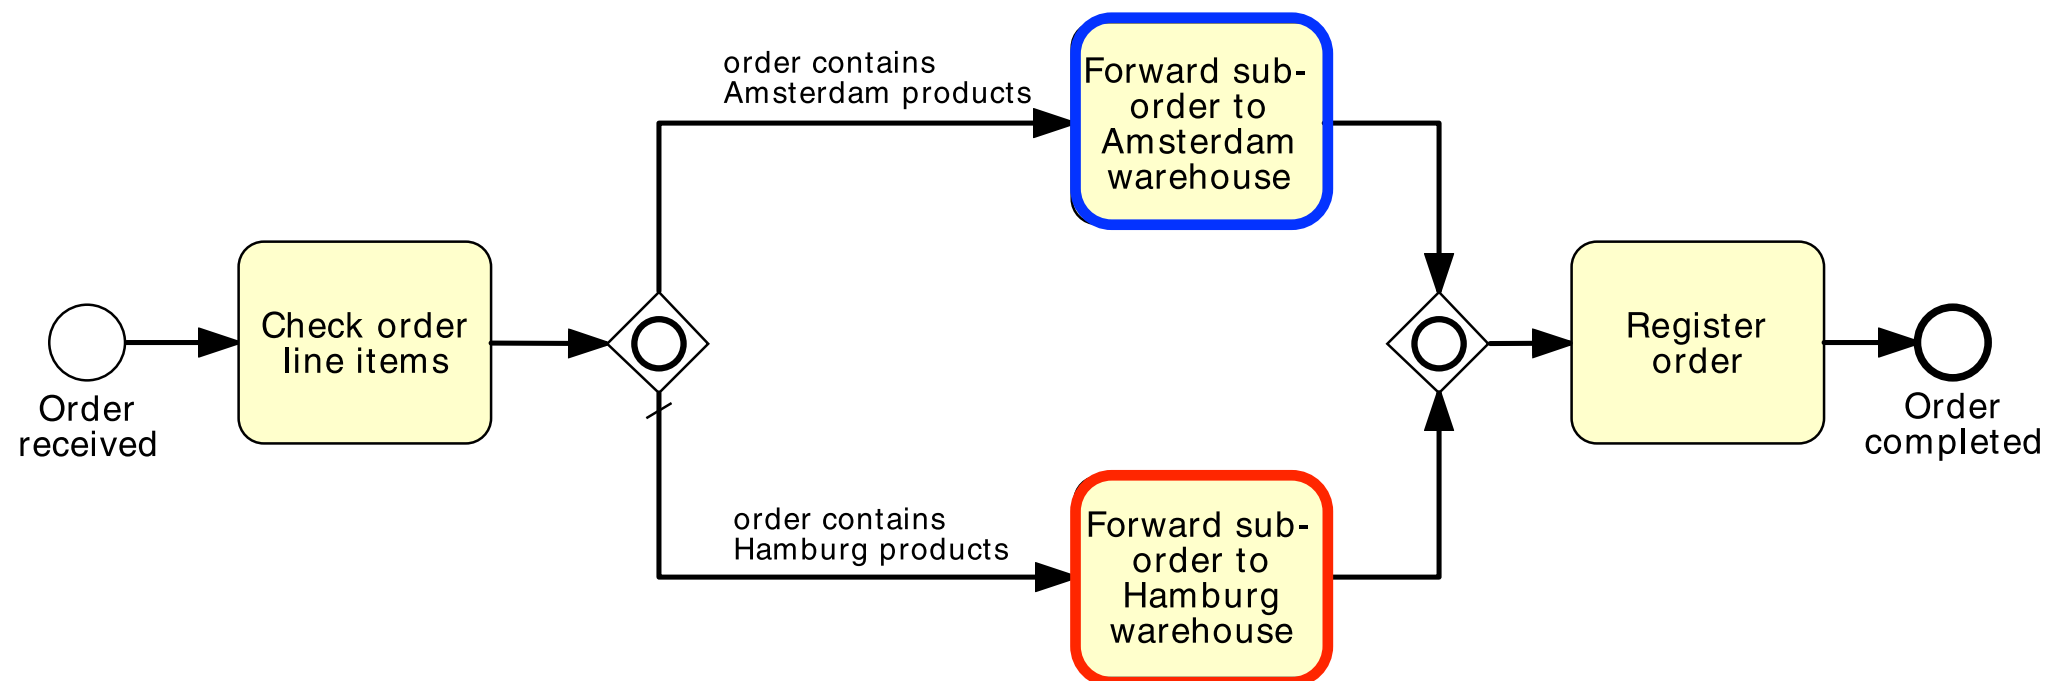 Order
received
Check order
line items
order contains
Amsterdam products
Forward sub-
order to
Amsterdam
warehouse
order contains
Hamburg products
Forward sub-
order to
Hamburg
warehouse
Register
order
Order
completed